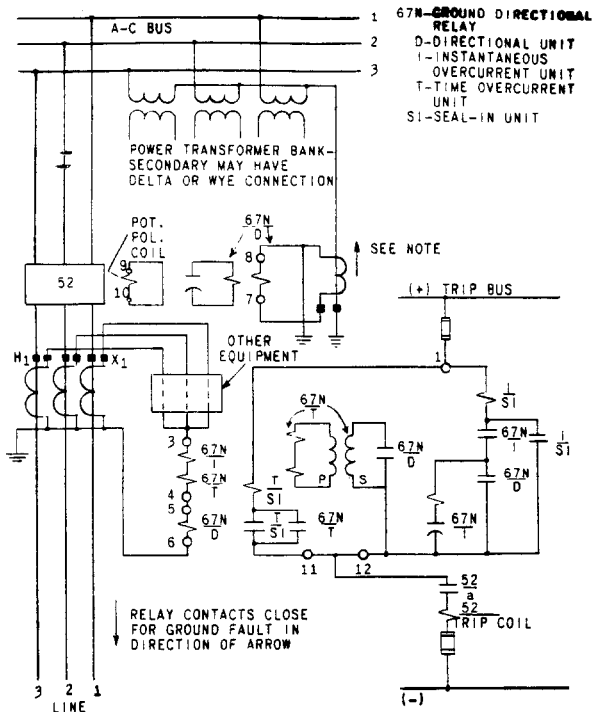 A-C BUS
1
2
3
67N-GROUND DIRECTIONAL
RELAY
D-DIRECTIONAL UNIT
I-INSTANTANEOUS
OVERCURRENT UNIT
T-TIME OVERCURRENT
UNIT
SI-SEAL-IN UNIT
POWER TRANSFORMER BANK-
SECONDARY MAY HAVE
DELTA OR WYE CONNECTION
POT.
POL.
COIL
67N
D
9
10
8
7
SEE NOTE
52
(+) TRIP BUS
H1
X1
OTHER
EQUIPMENT
1
I
SI
67N
T
67N
I
I
SI
3
67N
I
67N
T
4
5
67N
D
6
P
S
67N
D
67N
D
T
SI
T
SI
67N
T
67N
I
11
12
52
a
52
TRIP COIL
RELAY CONTACTS CLOSE
FOR GROUND FAULT IN
DIRECTION OF ARROW
3 2 1
LINE
(-)